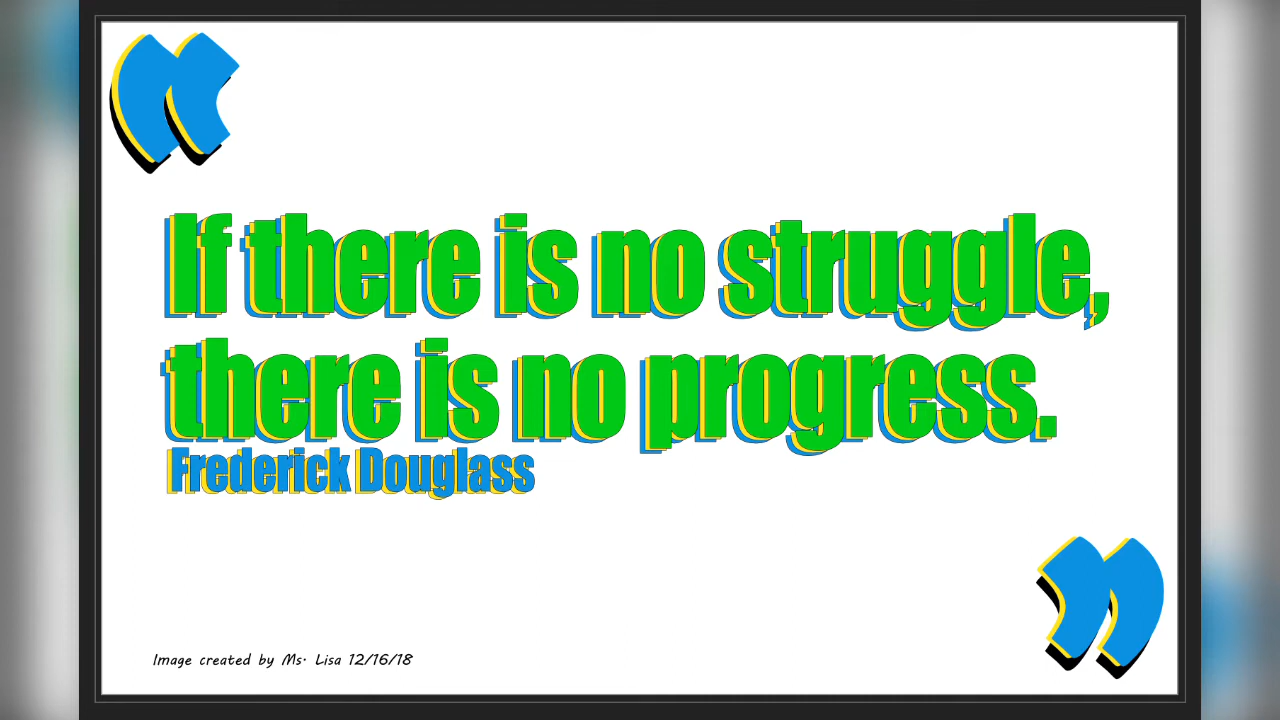 If there is no struggle,
there is no progress.
Frederick Douglass
Image created by Ms. Lisa 12/16/18